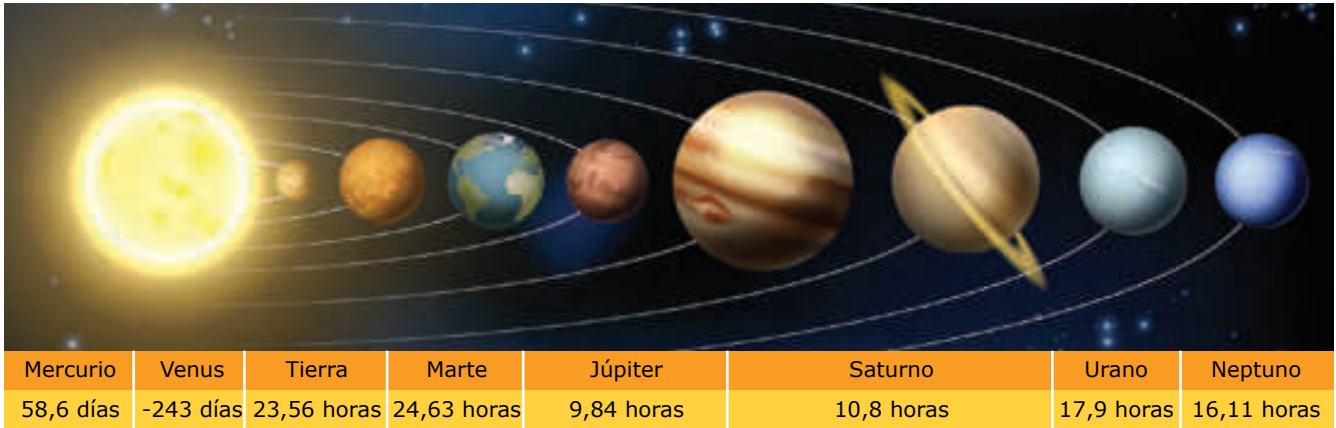 Mercurio Venus Tierra Marte Júpiter Saturno Urano Neptuno
58,6 días -243 días 23,56 horas 24,63 horas 9,84 horas 10,8 horas 17,9 horas 16,11 horas